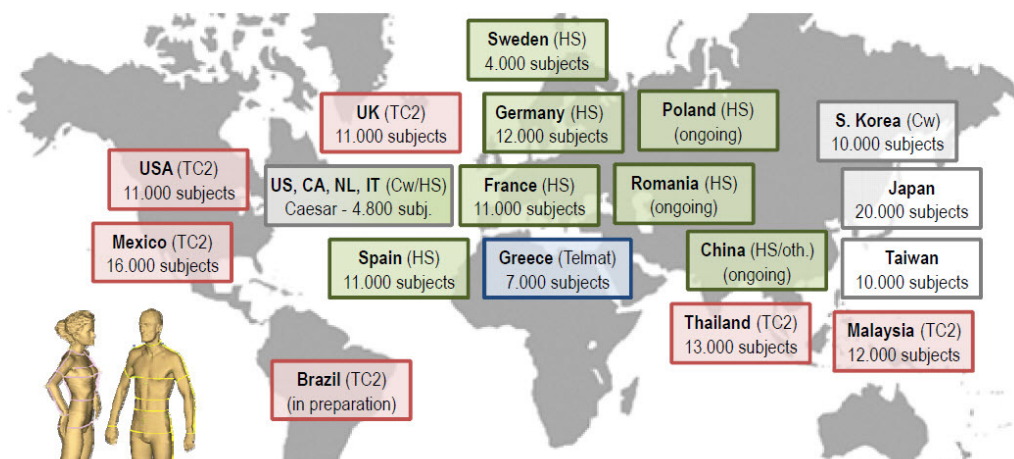 Sweden (HS)
4.000 subjects
UK (TC2)
11.000 subjects
Germany (HS)
12.000 subjects
Poland (HS)
(ongoing)
S. Korea (Cw)
10.000 subjects
USA (TC2)
11.000 subjects
US, CA, NL, IT (Cw/HS)
Caesar - 4.800 subj.
France (HS)
11.000 subjects
Romania (HS)
(ongoing)
Japan
20.000 subjects
Mexico (TC2)
16.000 subjects
Spain (HS)
11.000 subjects
Greece (Telmat)
7.000 subjects
China (HS/oth.)
(ongoing)
Taiwan
10.000 subjects
Thailand (TC2)
13.000 subjects
Malaysia (TC2)
12.000 subjects
Brazil (TC2)
(in preparation)